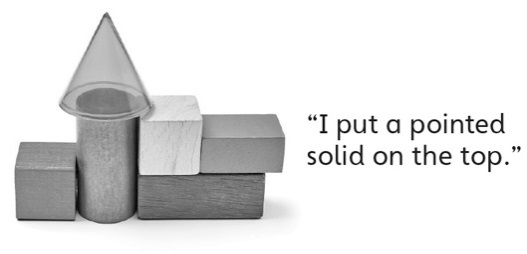 “I put a pointed
solid on the top.”